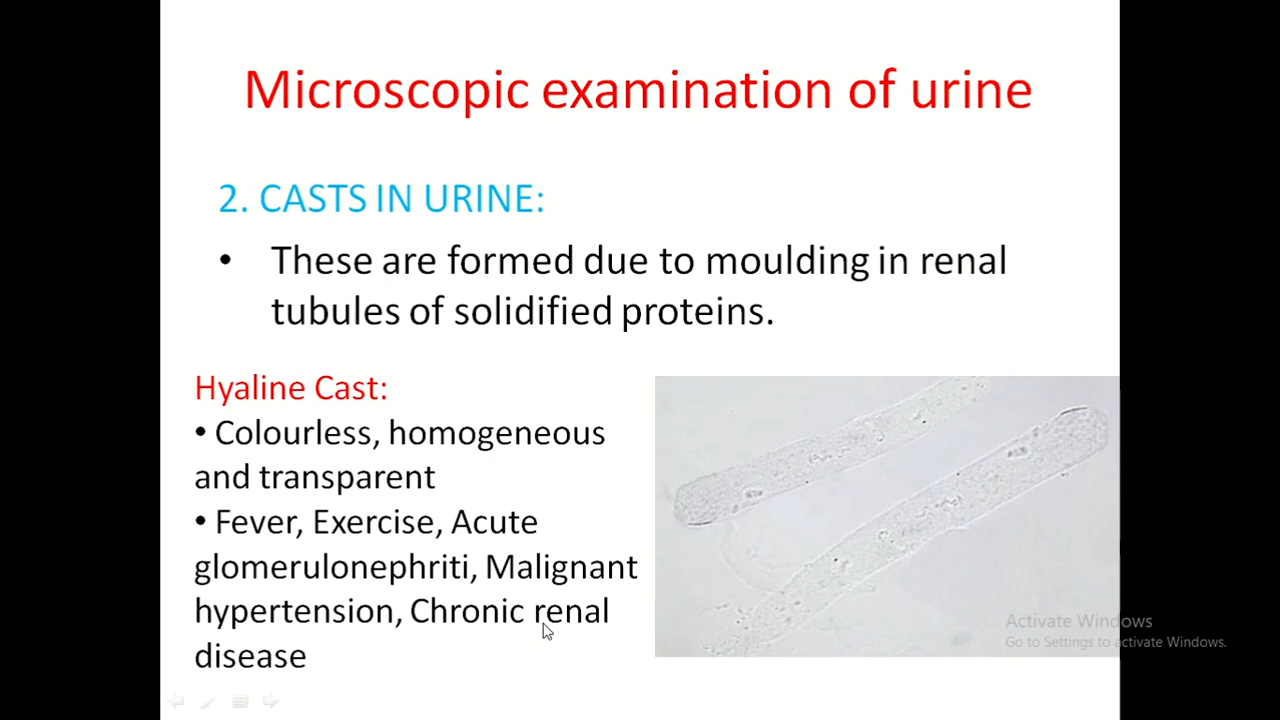 Microscopic examination of urine
2. CASTS IN URINE:
• These are formed due to moulding in renal
tubules of solidified proteins.
Hyaline Cast:
• Colourless, homogeneous
and transparent
• Fever, Exercise, Acute
glomerulonephriti, Malignant
hypertension, Chronic renal
disease
Activate Windows
Go to Settings to activate Windows.